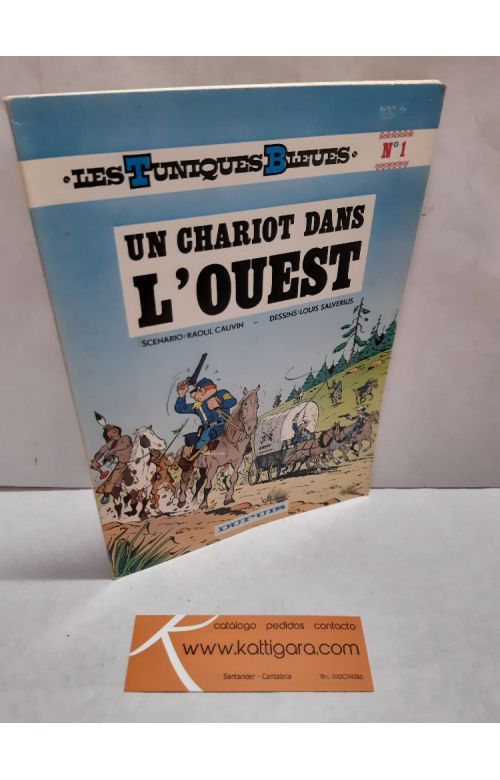 LES TUNIQUES BLEUES
Nº 1
UN CHARIOT DANS
L'OUEST
SCENARIO: RAOUL CAUVIN - DESSINS: LOUIS SALVERIUS
DUPUIS
catálogo pedidos contacto
www.kattigara.com
Santander - Cantabria